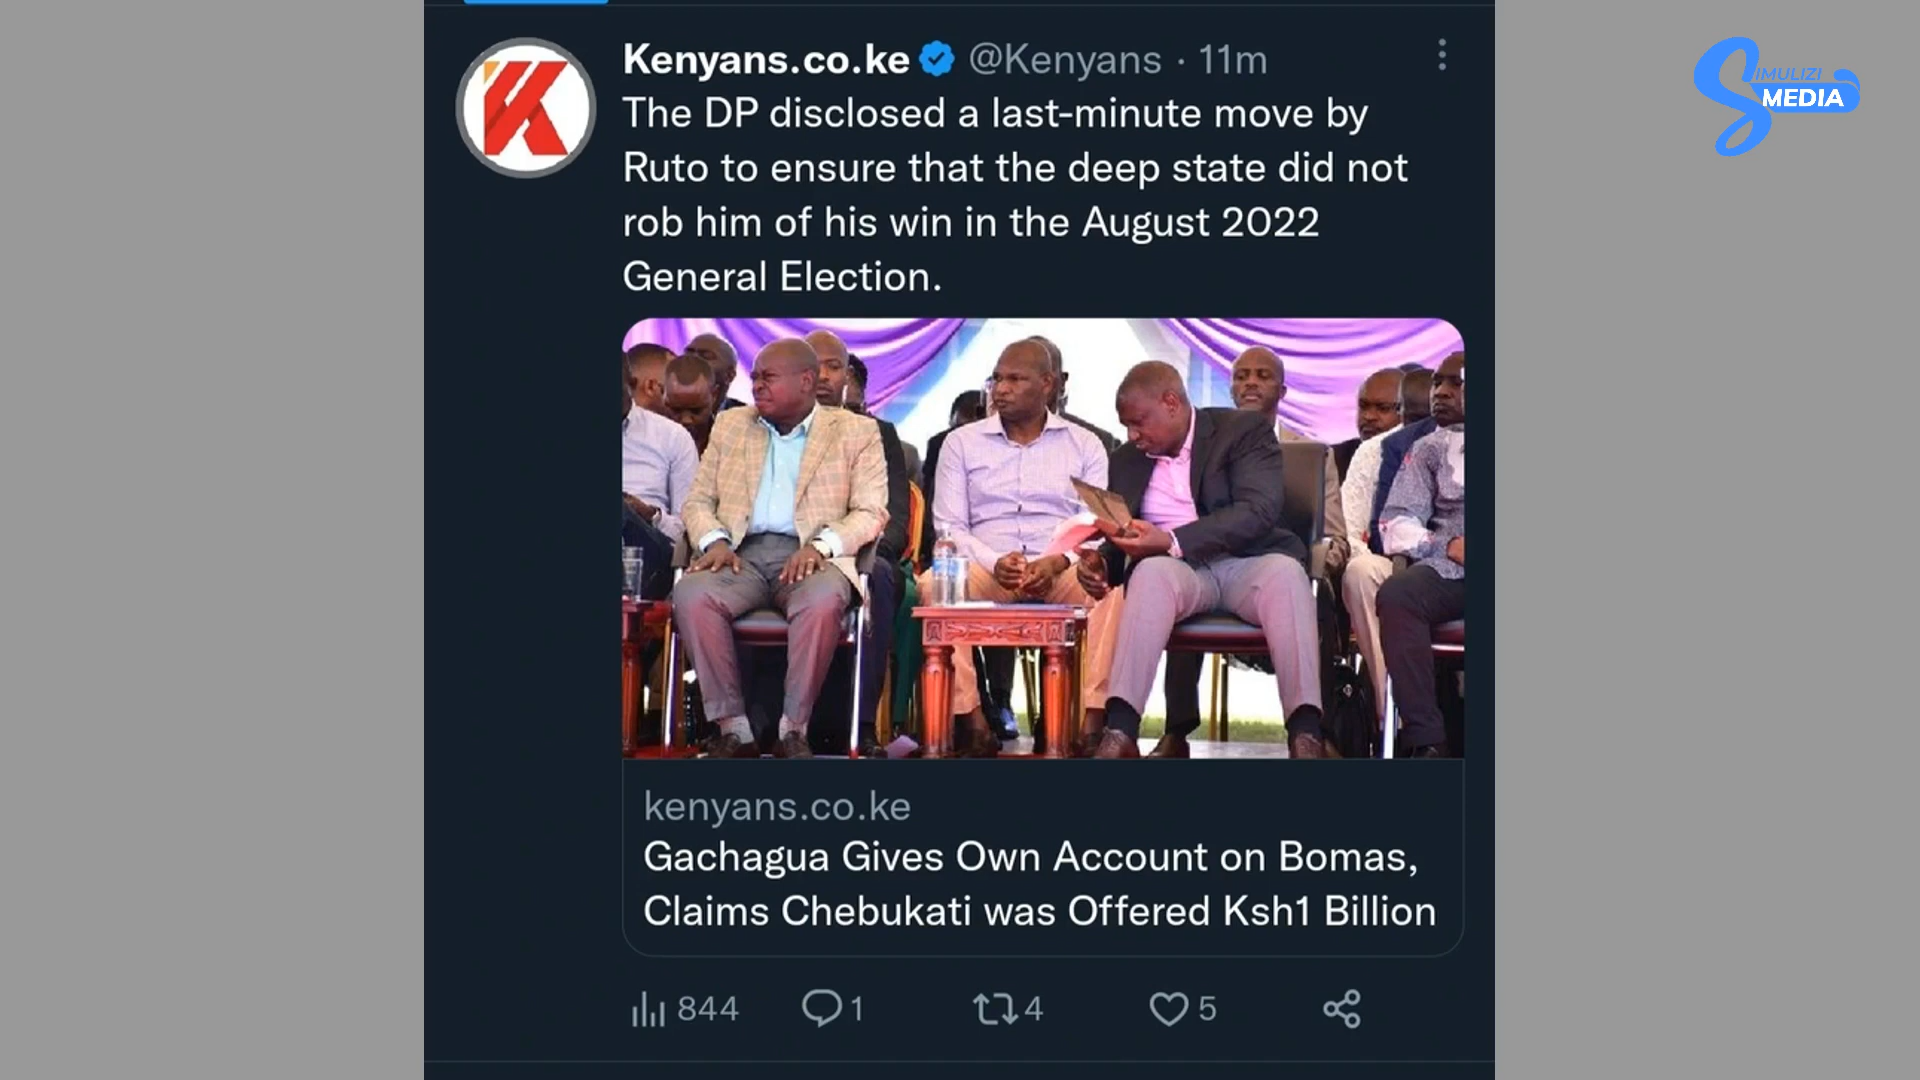 Kenyans.co.ke @Kenyans · 11m
The DP disclosed a last-minute move by
Ruto to ensure that the deep state did not
rob him of his win in the August 2022
General Election.
kenyans.co.ke
Gachagua Gives Own Account on Bomas,
Claims Chebukati was Offered Ksh1 Billion
844 1 4 5
SIMULIZI
MEDIA